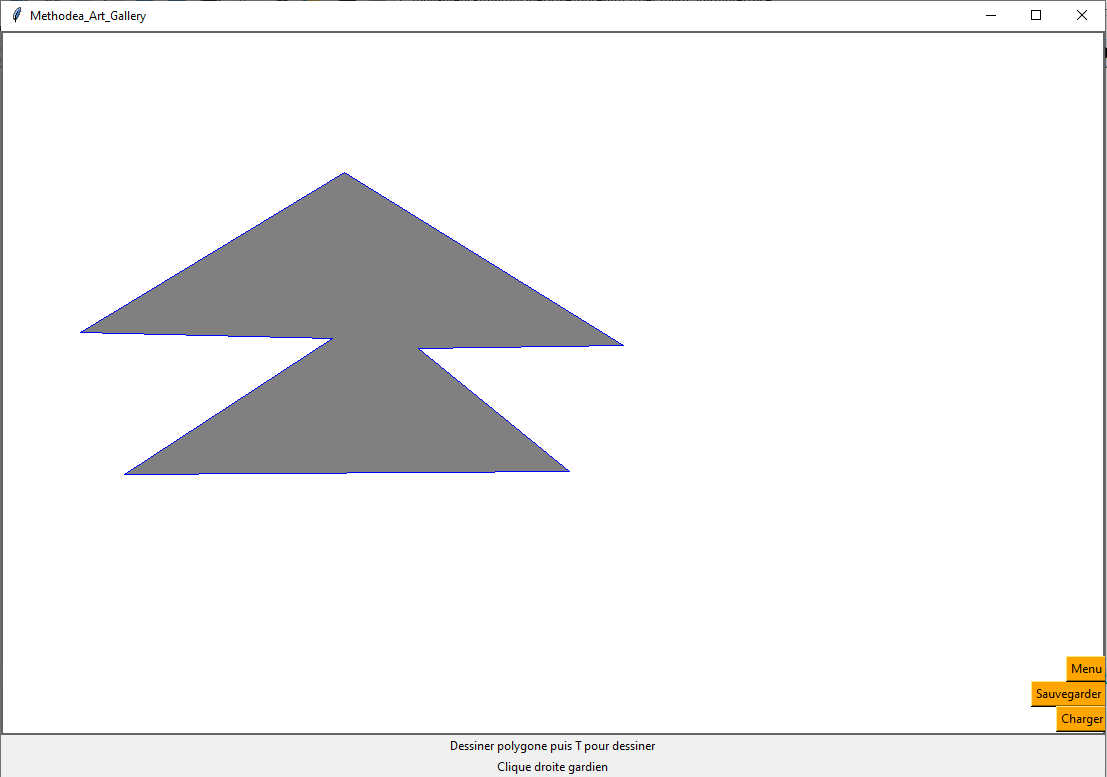 Methodea_Art_Gallery
Menu
Sauvegarder
Charger
Dessiner polygone puis T pour dessiner
Clique droite gardien